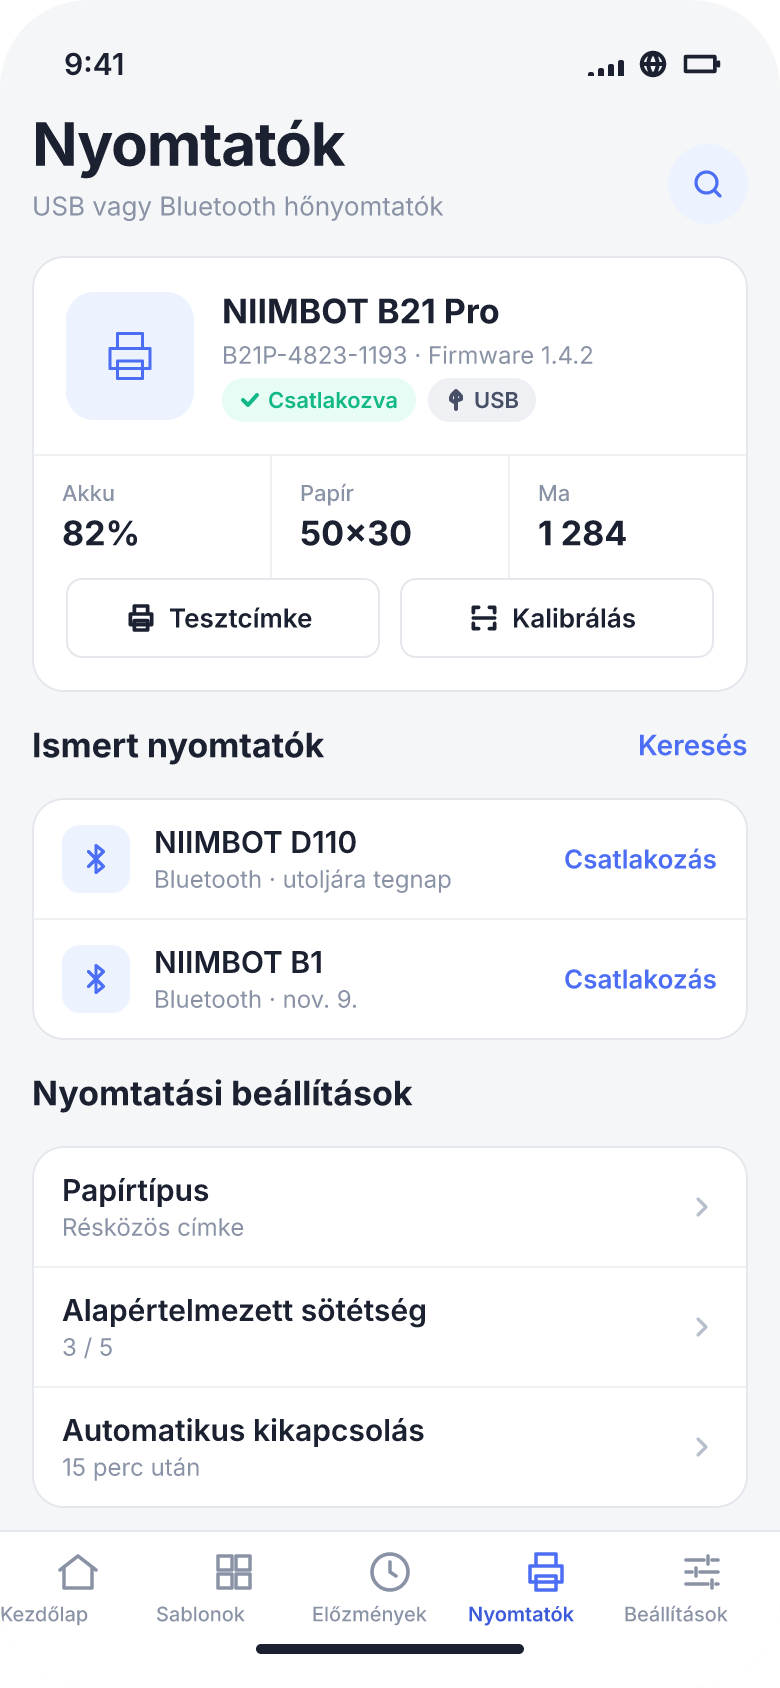 9:41
Nyomtatók
USB vagy Bluetooth hőnyomtatók
NIIMBOT B21 Pro
B21P-4823-1193 · Firmware 1.4.2
Csatlakozva
USB
Akku
Papír
Ma
82%
50×30
1 284
Tesztcímke
Kalibrálás
Ismert nyomtatók
Keresés
NIIMBOT D110
Bluetooth · utoljára tegnap
Csatlakozás
NIIMBOT B1
Bluetooth · nov. 9.
Csatlakozás
Nyomtatási beállítások
Papírtípus
Résközös címke
Alapértelmezett sötétség
3 / 5
Automatikus kikapcsolás
15 perc után
Kezdőlap
Sablonok
Előzmények
Nyomtatók
Beállítások